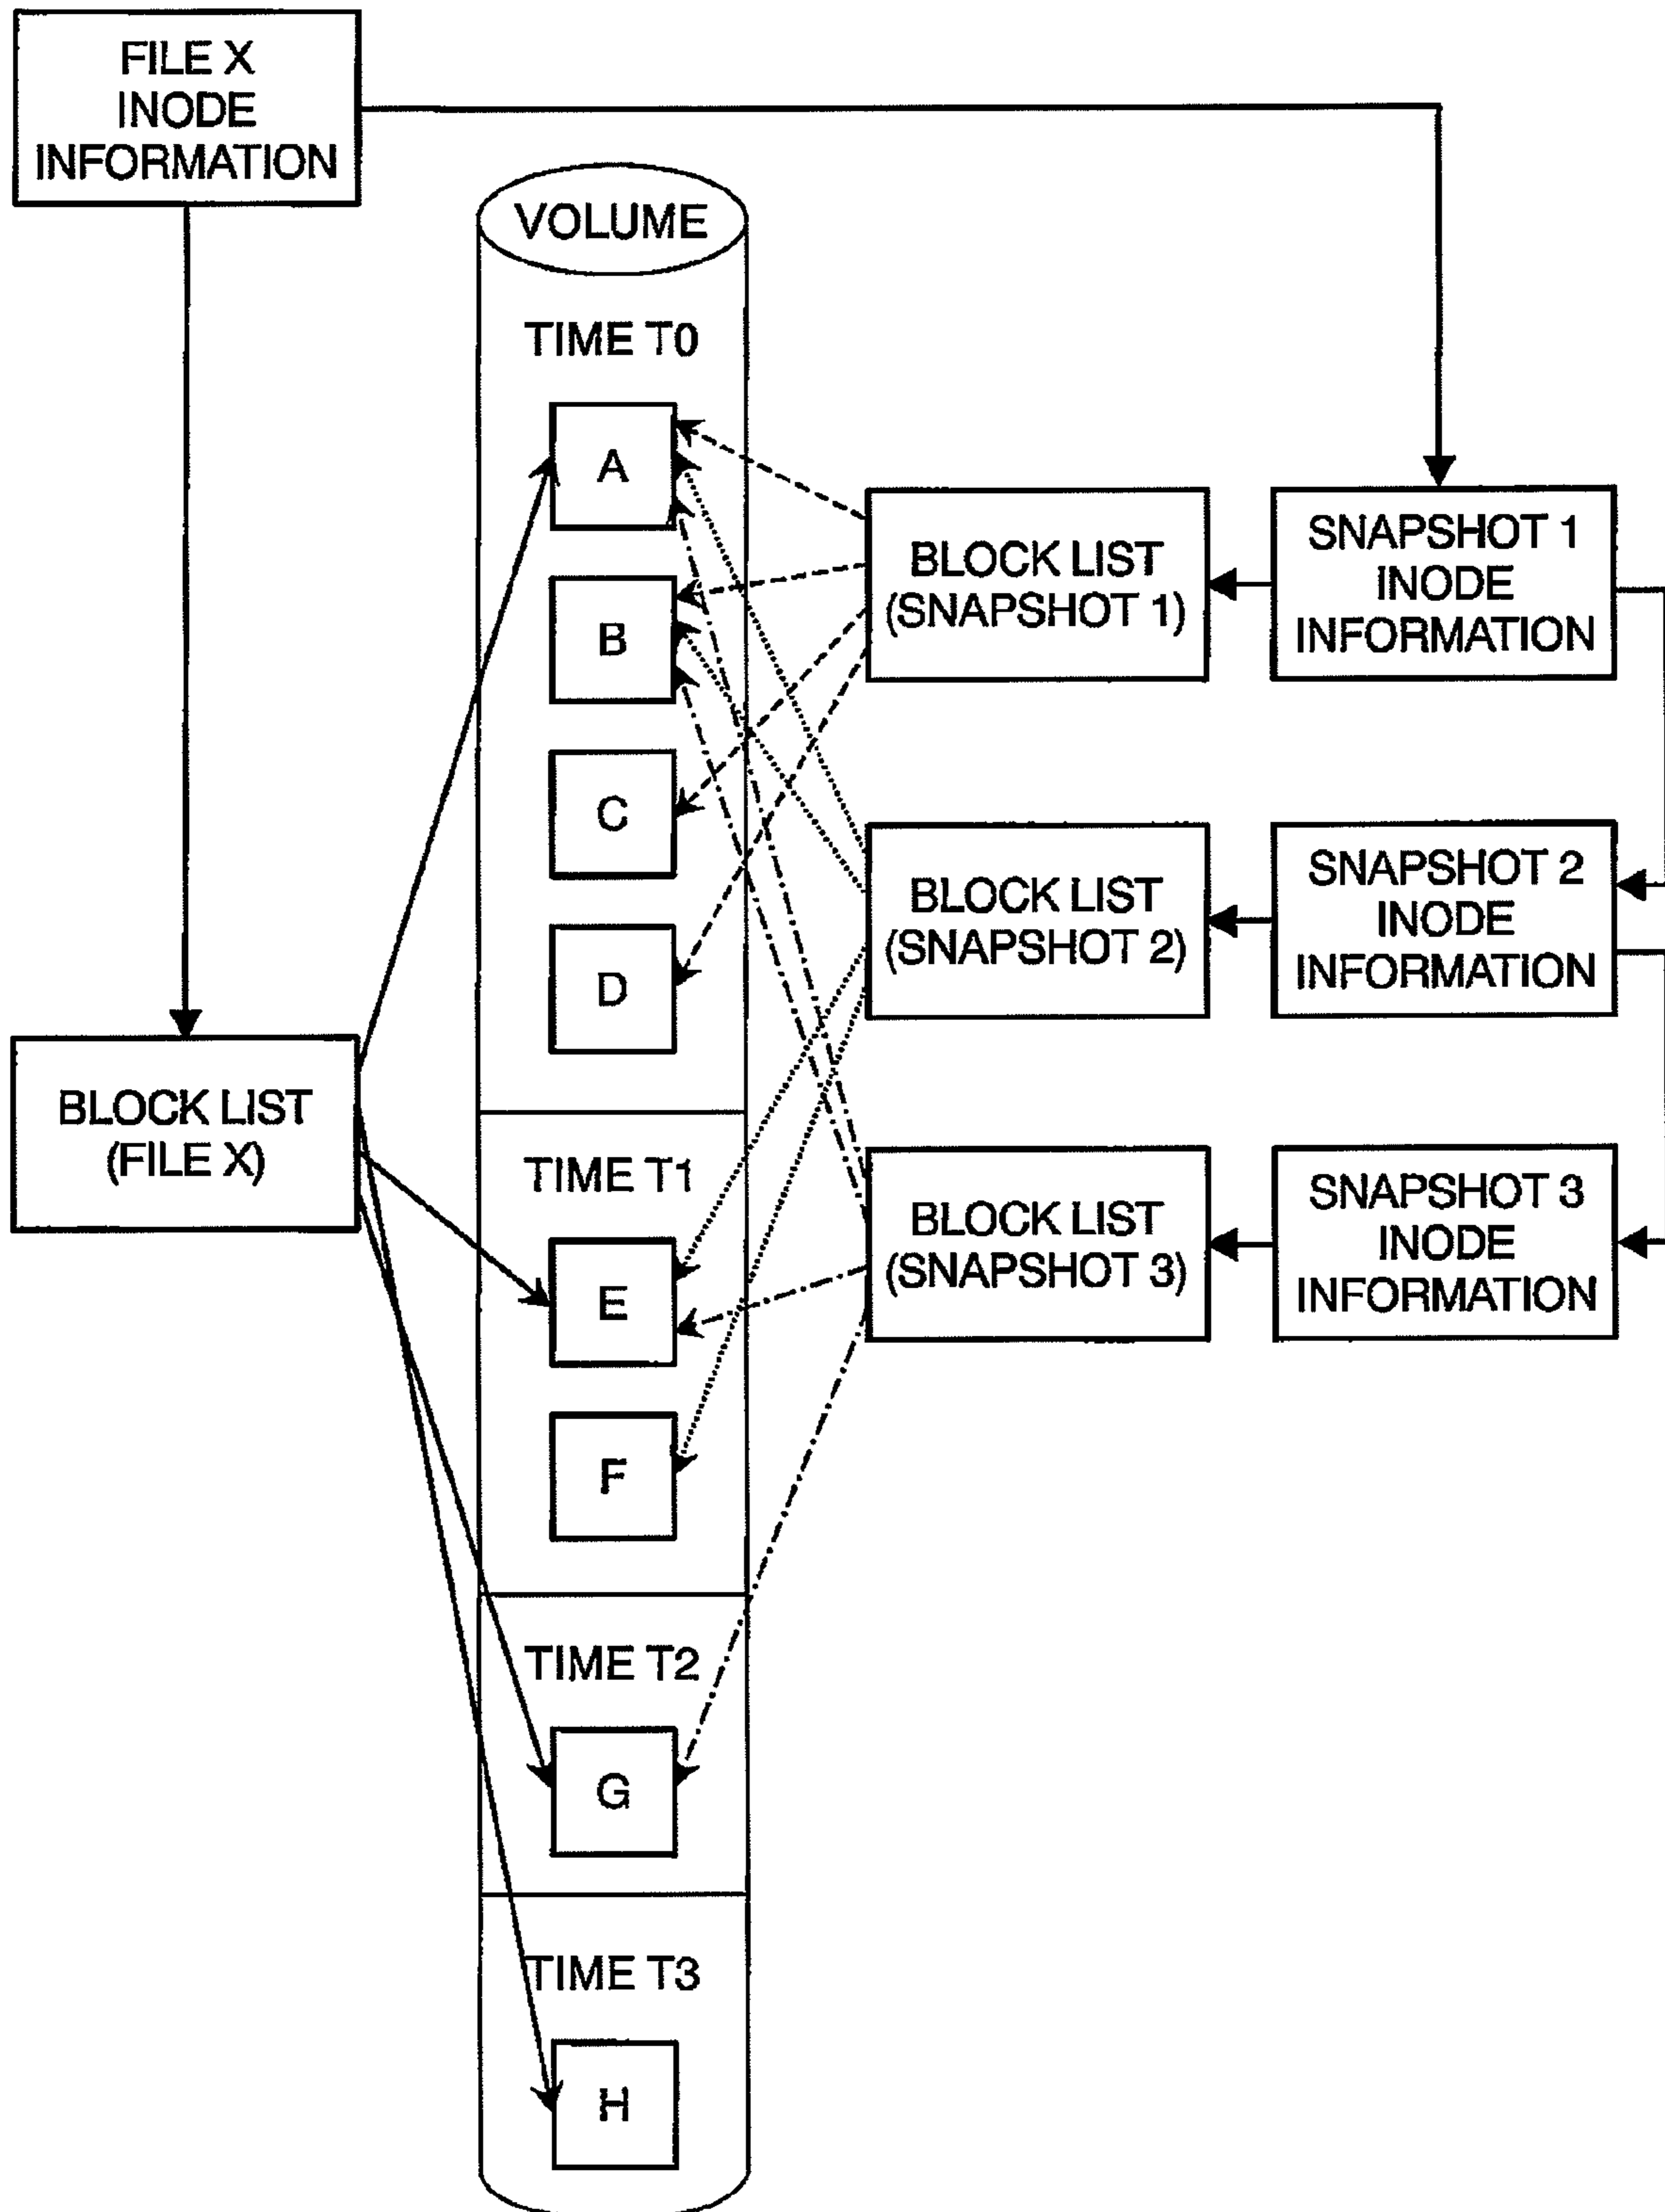 FILE X
INODE
INFORMATION
VOLUME
TIME T0
A
B
C
D
BLOCK LIST
(SNAPSHOT 1)
SNAPSHOT 1
INODE
INFORMATION
BLOCK LIST
(SNAPSHOT 2)
SNAPSHOT 2
INODE
INFORMATION
BLOCK LIST
(FILE X)
TIME T1
E
F
BLOCK LIST
(SNAPSHOT 3)
SNAPSHOT 3
INODE
INFORMATION
TIME T2
G
TIME T3
H